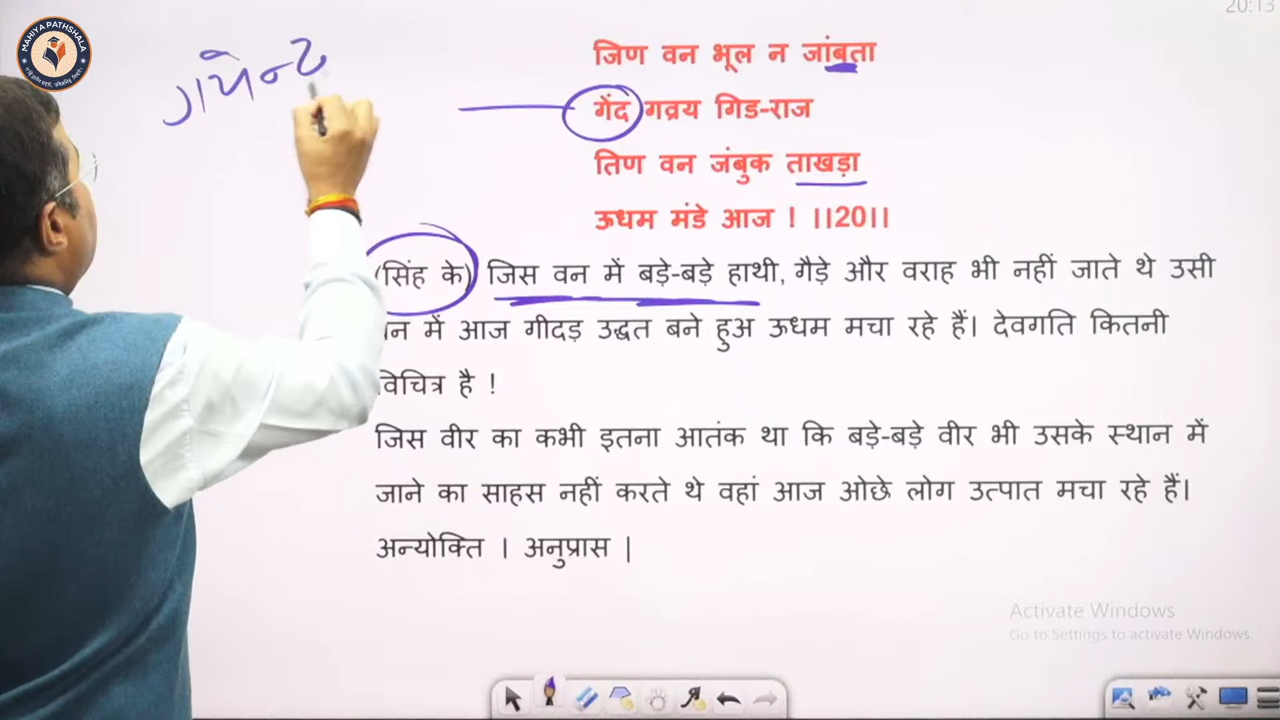 20:13
MAHIYA PATHSHALA
जिण वन भूल न जांबता
गेंद गव्रय गिड-राज
तिण वन जंबुक ताखड़ा
ऊधम मंडे आज ! ।।20।।
(सिंह के) जिस वन में बड़े-बड़े हाथी, गैड़े और वराह भी नहीं जाते थे उसी
में आज गीदड़ उद्धत बने हुअ ऊधम मचा रहे हैं। देवगति कितनी
विचित्र है !
जिस वीर का कभी इतना आतंक था कि बड़े-बड़े वीर भी उसके स्थान में
जाने का साहस नहीं करते थे वहां आज ओछे लोग उत्पात मचा रहे हैं।
अन्योक्ति । अनुप्रास |
Activate Windows
Go to Settings to activate Windows.